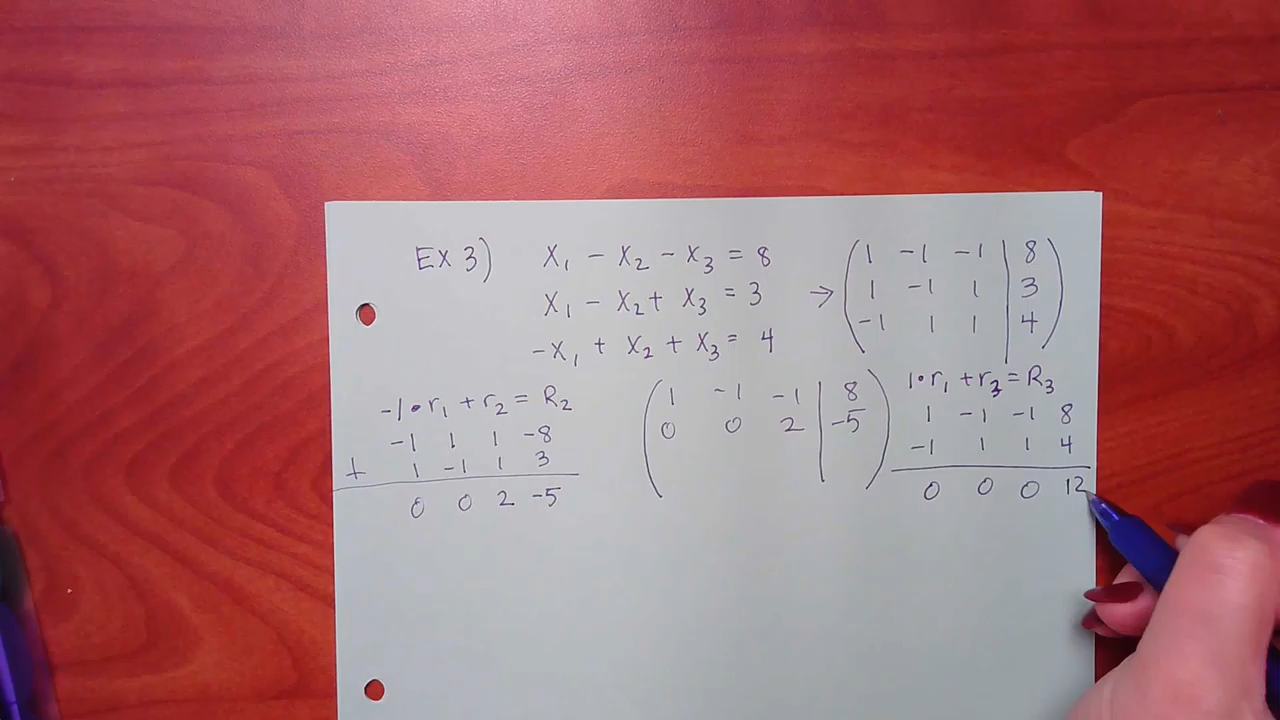 EX 3)
x₁ - x₂ - x₃ = 8
x₁ - x₂ + x₃ = 3
-x₁ + x₂ + x₃ = 4
→
1 -1 -1 | 8
1 -1 1 | 3
-1 1 1 | 4
-1•r₁ + r₂ = R₂
-1 1 1 -8
+ 1 -1 1 3
0 0 2 -5
1 -1 -1 | 8
0 0 2 | -5
1•r₁ + r₃ = R₃
1 -1 -1 8
-1 1 1 4
0 0 0 12